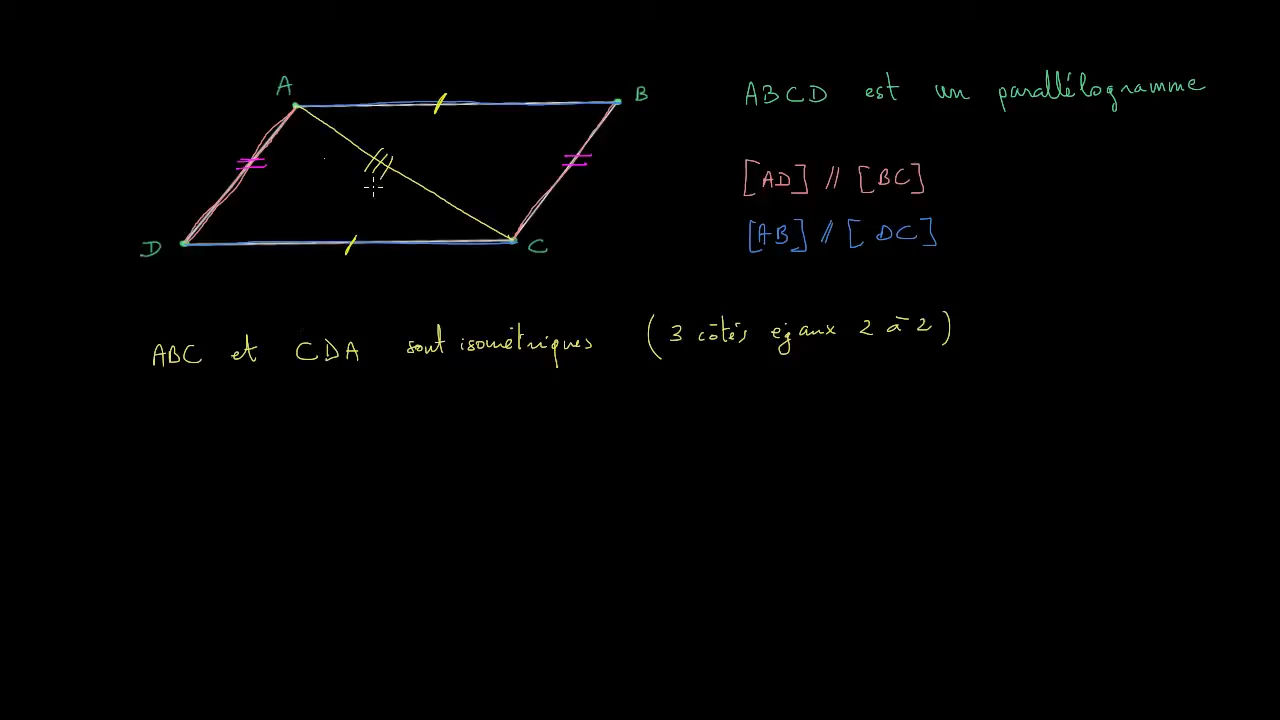 A
B
ABCD est un parallélogramme
[AD] // [BC]
[AB] // [DC]
D
C
ABC et CDA sont isométriques (3 côtés égaux 2 à 2)